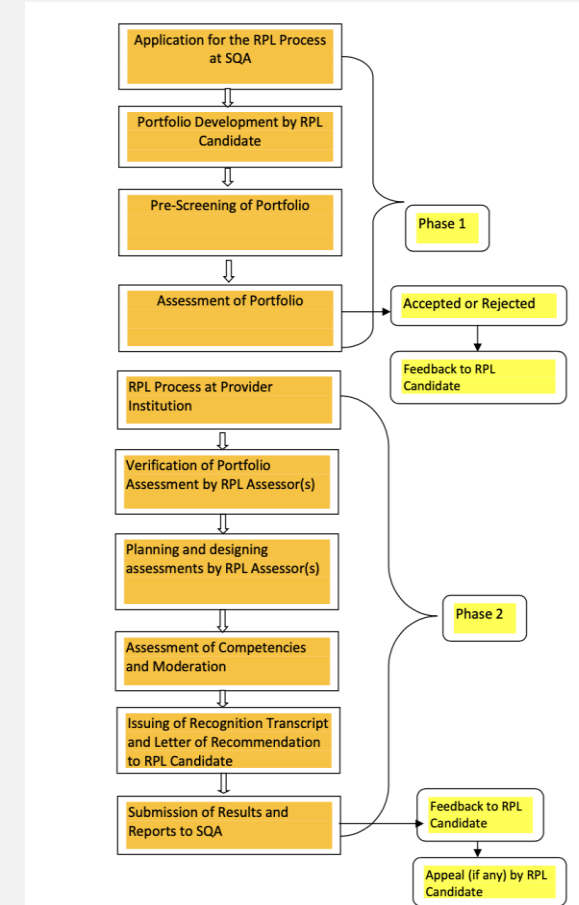 Application for the RPL Process
at SQA
Portfolio Development by RPL
Candidate
Pre-Screening of Portfolio
Phase 1
Assessment of Portfolio
Accepted or Rejected
Feedback to RPL
Candidate
RPL Process at Provider
Institution
Verification of Portfolio
Assessment by RPL Assessor(s)
Planning and designing
assessments by RPL Assessor(s)
Phase 2
Assessment of Competencies
and Moderation
Issuing of Recognition Transcript
and Letter of Recommendation
to RPL Candidate
Submission of Results and
Reports to SQA
Feedback to RPL
Candidate
Appeal (if any) by RPL
Candidate